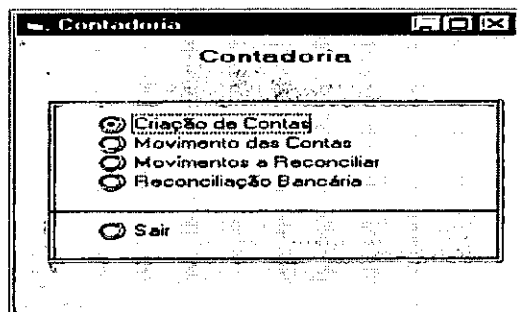 Contadoria
Contadoria
Criação de Contas
Movimento das Contas
Movimentos a Reconciliar
Reconciliação Bancária
Sair